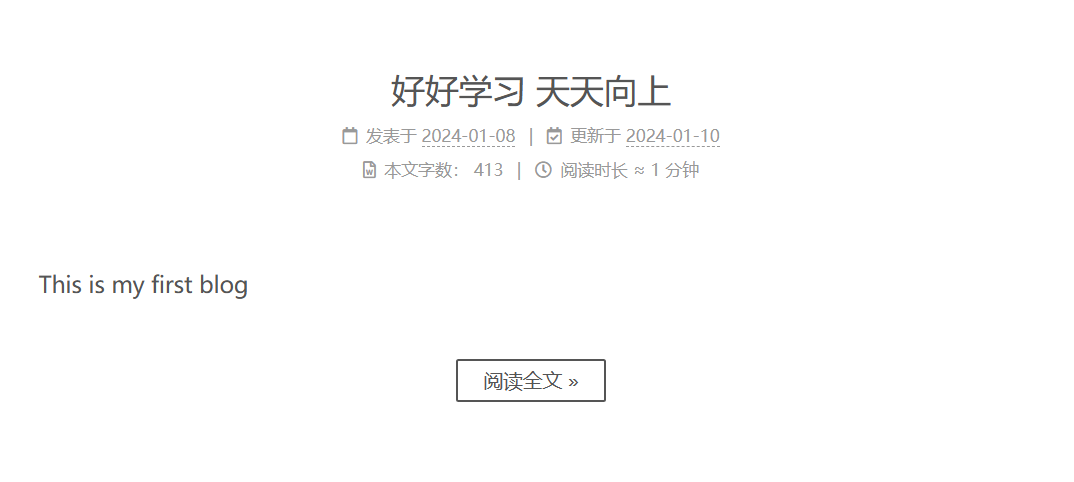 好好学习 天天向上
发表于 2024-01-08 | 更新于 2024-01-10
本文字数： 413 | 阅读时长 ≈ 1 分钟
This is my first blog
阅读全文 »